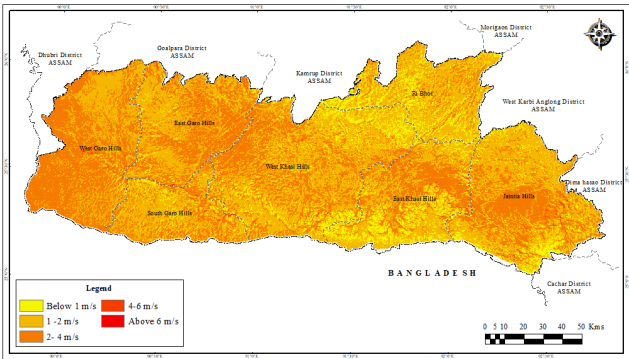 Dhubri District
ASSAM
Goalpara District
ASSAM
Kamrup District
ASSAM
Morigaon District
ASSAM
West Karbi Anglong District
ASSAM
Dima hasao District
ASSAM
Cachar District
ASSAM
Ri Bhoi
East Garo Hills
West Garo Hills
West Khasi Hills
South Garo Hills
East Khasi Hills
Jaintia Hills
BANGLADESH
Legend
Below 1 m/s
1 -2 m/s
2- 4 m/s
4-6 m/s
Above 6 m/s
0 5 10 20 30 40 50 Kms